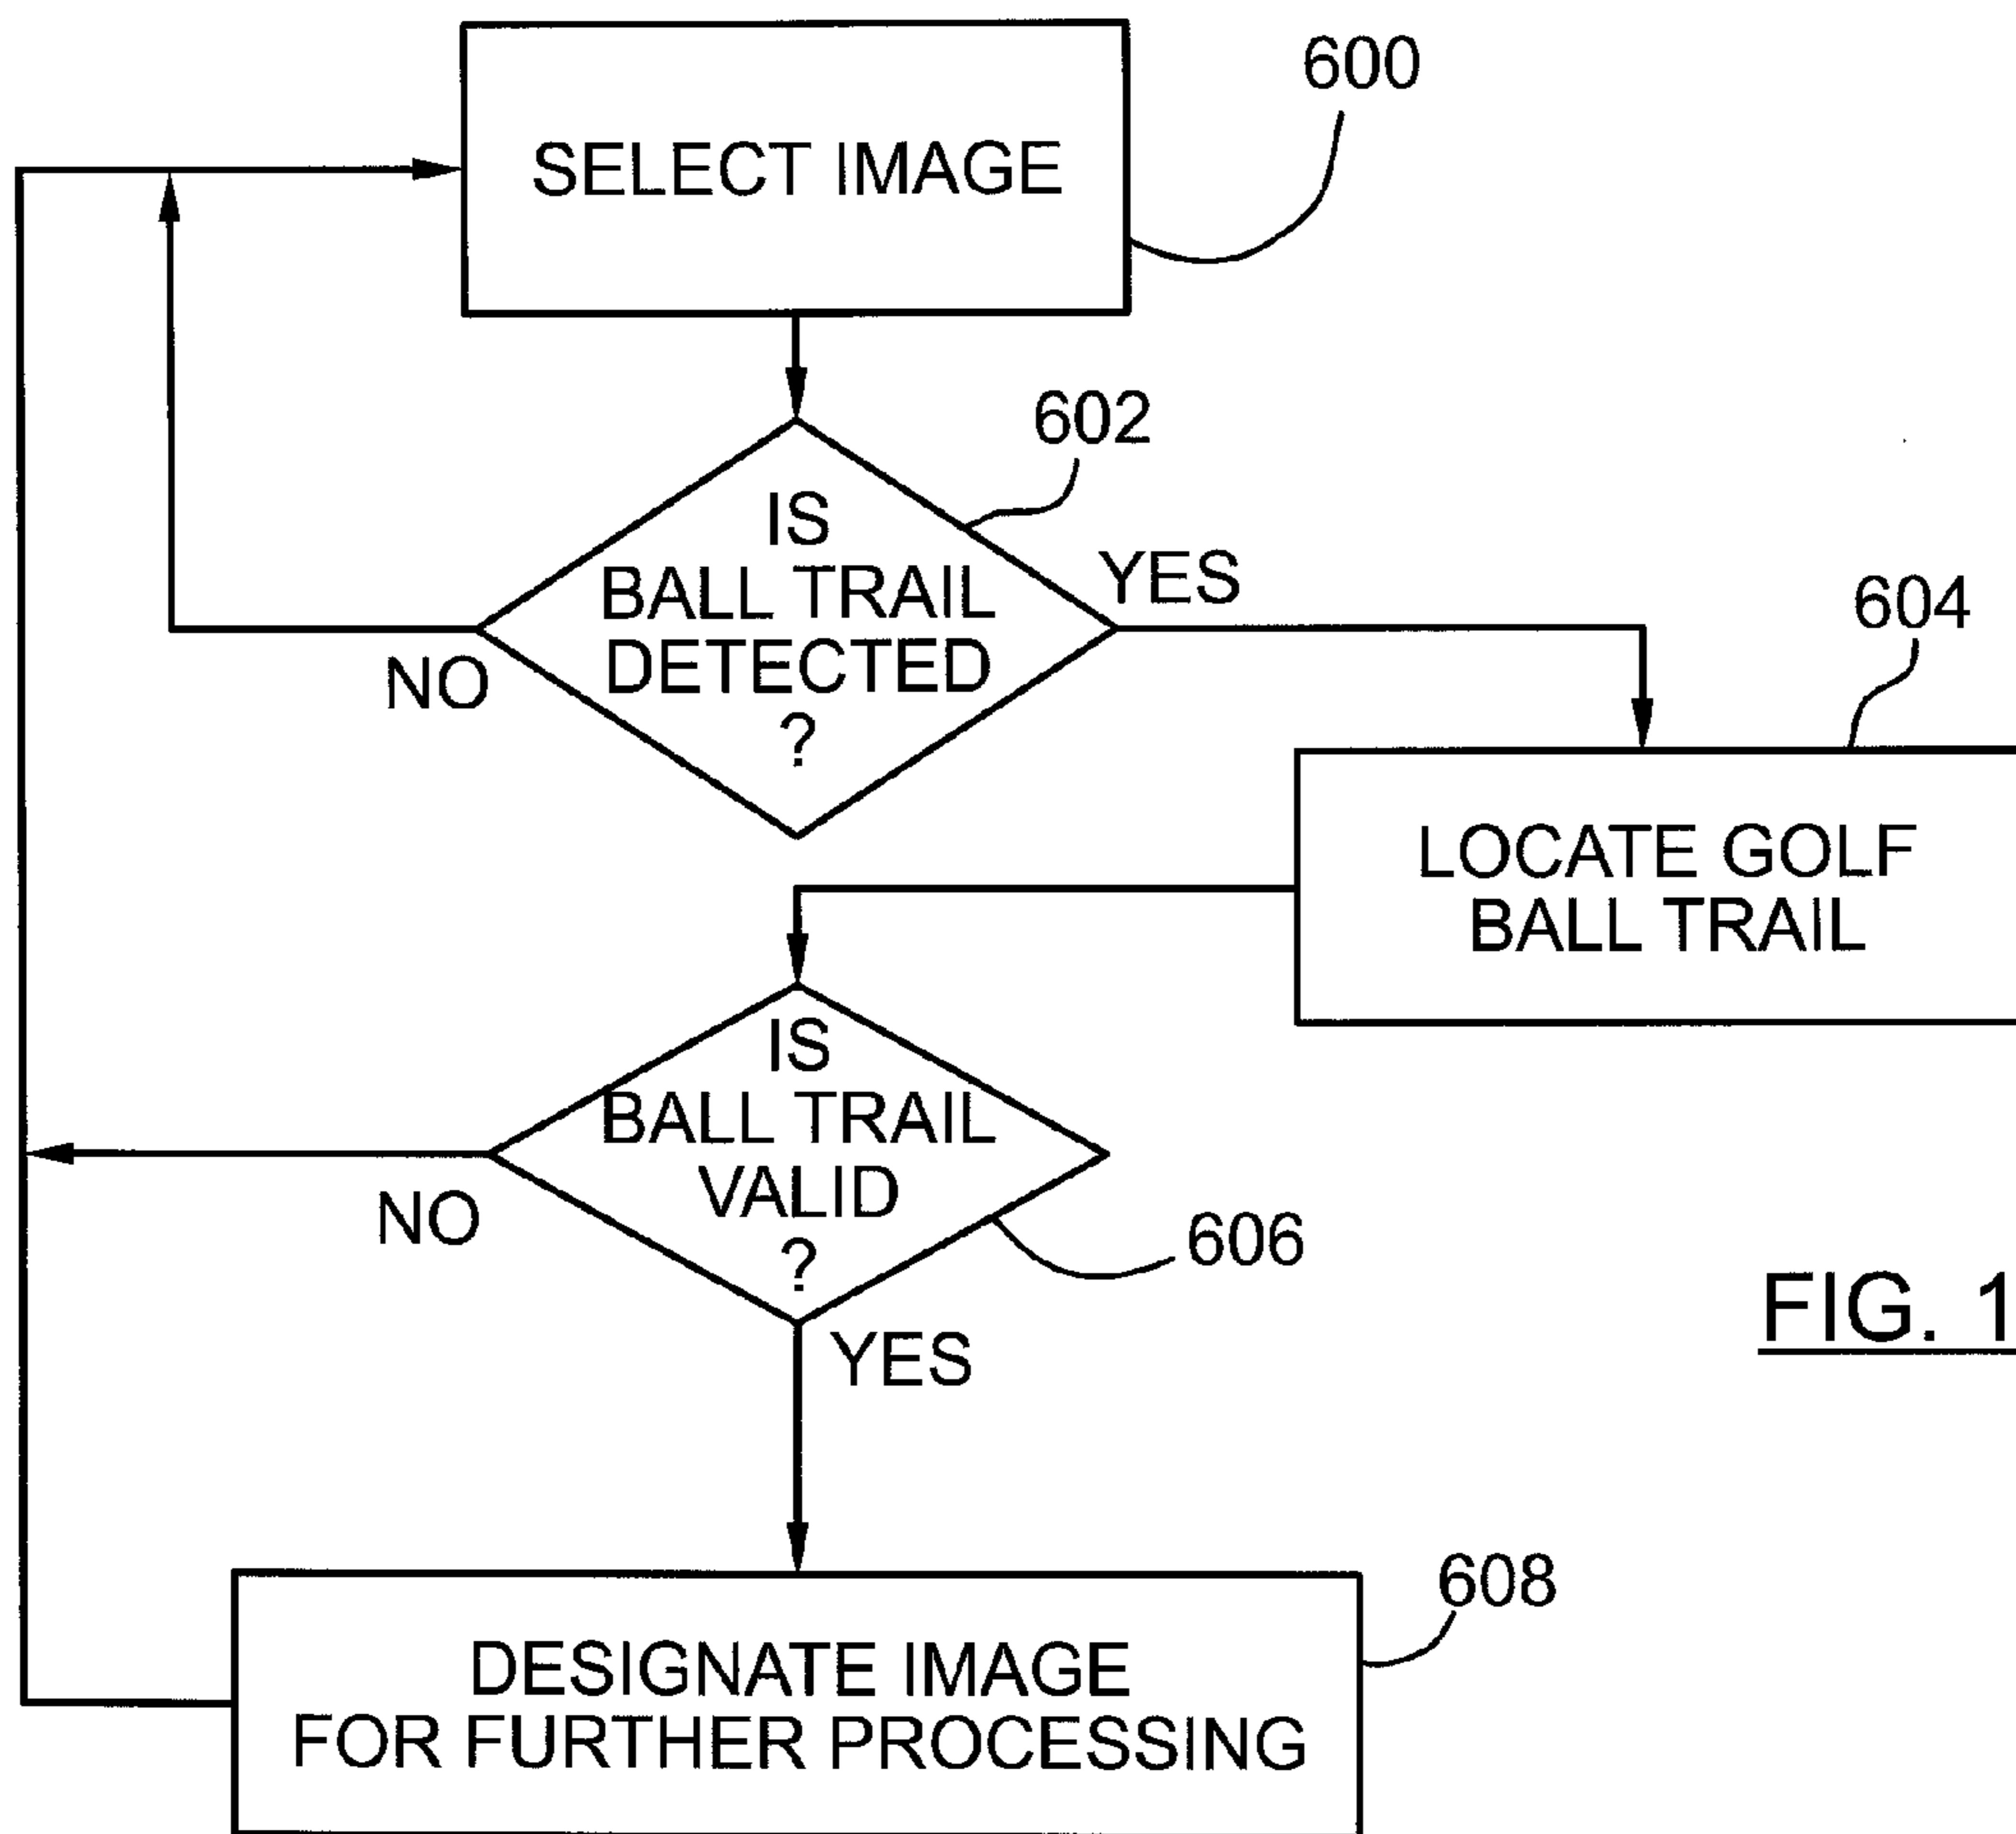 600
SELECT IMAGE
602
IS
BALL TRAIL
DETECTED
?
YES
NO
604
LOCATE GOLF
BALL TRAIL
IS
BALL TRAIL
VALID
?
NO
606
YES
FIG. 1
608
DESIGNATE IMAGE
FOR FURTHER PROCESSING